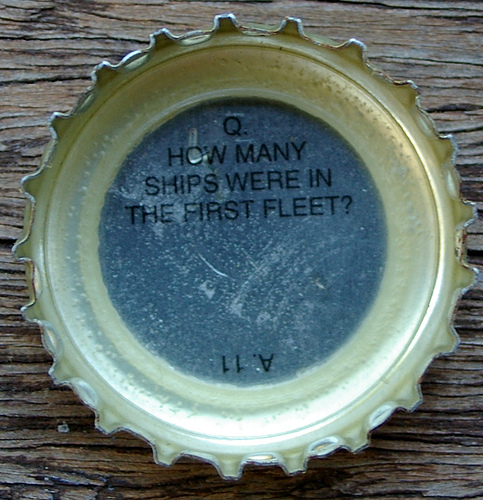 Q.
HOW MANY
SHIPS WERE IN
THE FIRST FLEET?
A. 11